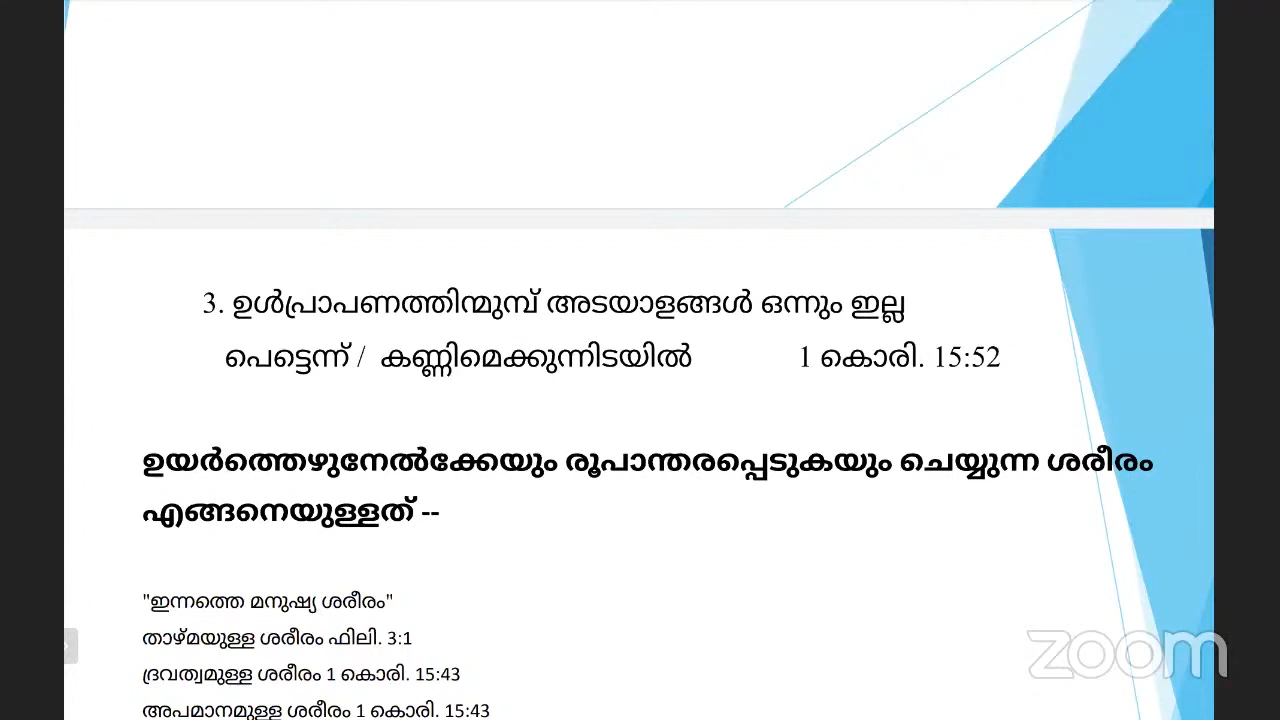 3. ഉൾപ്രാപണത്തിന്മുമ്പ് അടയാളങ്ങൾ ഒന്നും ഇല്ല
പെട്ടെന്ന് / കണ്ണിമെക്കുന്നിടയിൽ 1 കൊരി. 15:52
ഉയർത്തെഴുനേൽക്കേയും രൂപാന്തരപ്പെടുകയും ചെയ്യുന്ന ശരീരം
എങ്ങനെയുള്ളത് --
"ഇന്നത്തെ മനുഷ്യ ശരീരം"
താഴ്മയുള്ള ശരീരം ഫിലി. 3:1
ദ്രവത്വമുള്ള ശരീരം 1 കൊരി. 15:43
അപമാനമുള്ള ശരീരം 1 കൊരി. 15:43
zoom